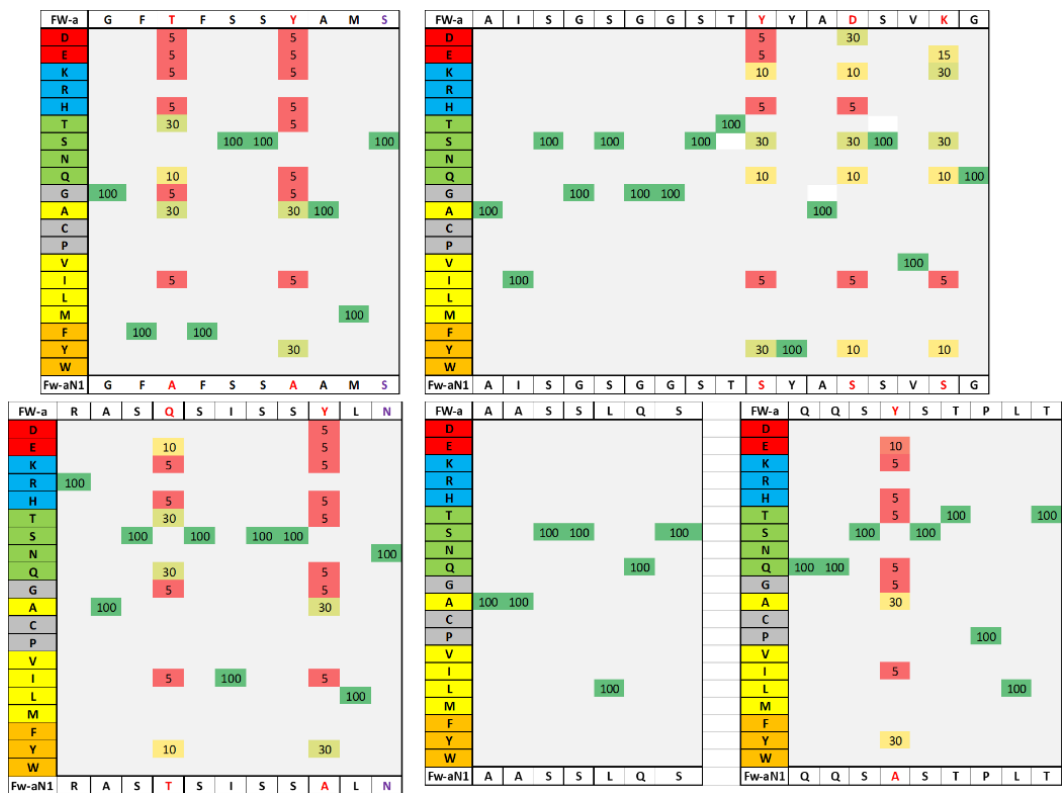 FW-a G F T F S S Y A M S
D 5 5
E 5 5
K 5 5
R
H 5 5
T 30 5
S 100 100 100
N
Q 10 5
G 100 5 5
A 30 30 100
C
P
V
I 5 5
L
M 100
F 100 100
Y 30
W
Fw-aN1 G F A F S S A A M S
FW-a A I S G S G G S T Y Y A D S V K G
D 5 30
E 5 15
K 10 10 30
R
H 5 5
T 100
S 100 100 100 30 30 100 30
N
Q 10 10 10 100
G 100 100 100
A 100 100
C
P
V 100
I 100 5 5 5
L
M
F
Y 30 100 10 10
W
Fw-aN1 A I S G S G G S T S Y A S S V S G
FW-a R A S Q S I S S Y L N
D 5
E 10 5
K 5 5
R 100
H 5 5
T 30 5
S 100 100 100 100
N 100
Q 30 5
G 5 5
A 100 30
C
P
V
I 5 100 5
L 100
M
F
Y 10 30
W
Fw-aN1 R A S T S I S S A L N
FW-a A A S S L Q S
D
E
K
R
H
T
S 100 100 100
N
Q 100
G
A 100 100
C
P
V
I
L 100
M
F
Y
W
Fw-aN1 A A S S L Q S
FW-a Q Q S Y S T P L T
D
E 10
K 5
R
H 5
T 5 100 100
S 100 100
N
Q 100 100 5
G 5
A 30
C
P 100
V
I 5
L 100
M
F
Y 30
W
Fw-aN1 Q Q S A S T P L T